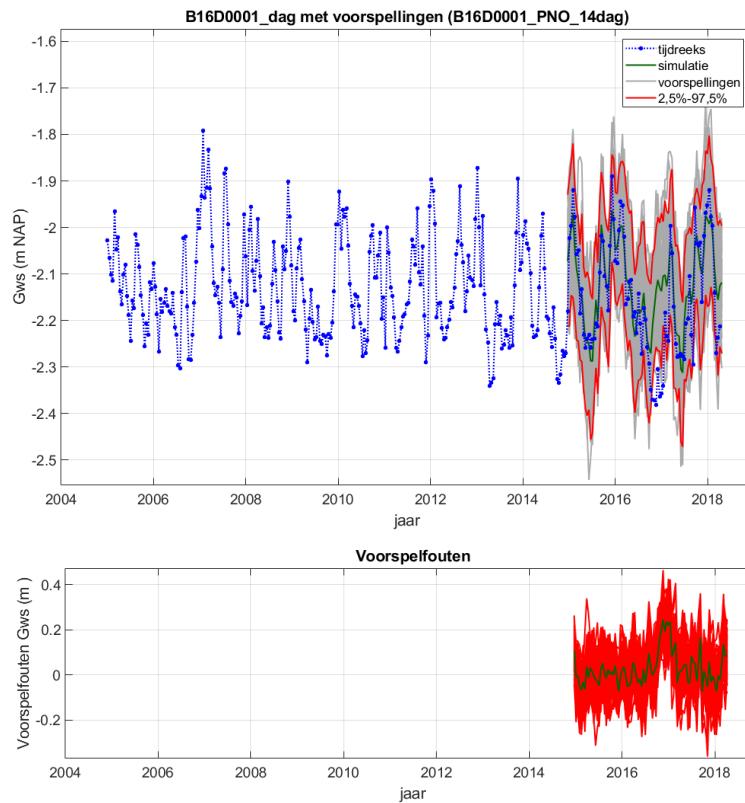 B16D0001_dag met voorspellingen (B16D0001_PNO_14dag)
-1.6
-1.7
-1.8
-1.9
-2
-2.1
-2.2
-2.3
-2.4
-2.5
Gws (m NAP)
tijdreeks
simulatie
voorspellingen
2,5%-97,5%
2004 2006 2008 2010 2012 2014 2016 2018
jaar
Voorspelfouten
0.4
0.2
0
-0.2
Voorspelfouten Gws (m )
2004 2006 2008 2010 2012 2014 2016 2018
jaar